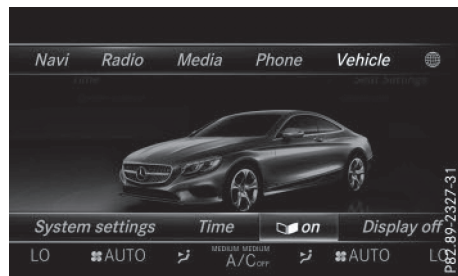 Navi Radio Media Phone Vehicle
System settings Time on Display off
LO AUTO MEDIUM MEDIUM AUTO LO
A/C OFF
P82.89-2327-31